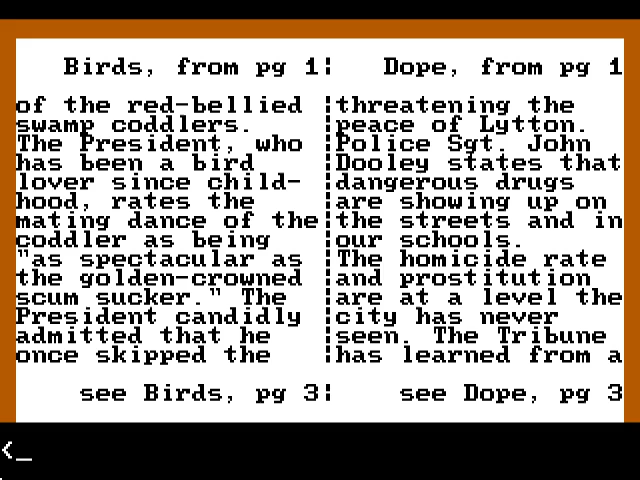 Birds, from pg 1
of the red-bellied
swamp coddlers.
The President, who
has been a bird
lover since child-
hood, rates the
mating dance of the
coddler as being
"as spectacular as
the golden-crowned
scum sucker." The
President candidly
admitted that he
once skipped the
see Birds, pg 3
Dope, from pg 1
threatening the
peace of Lytton.
Police Sgt. John
Dooley states that
dangerous drugs
are showing up on
the streets and in
our schools.
The homicide rate
and prostitution
are at a level the
city has never
seen. The Tribune
has learned from a
see Dope, pg 3
<_